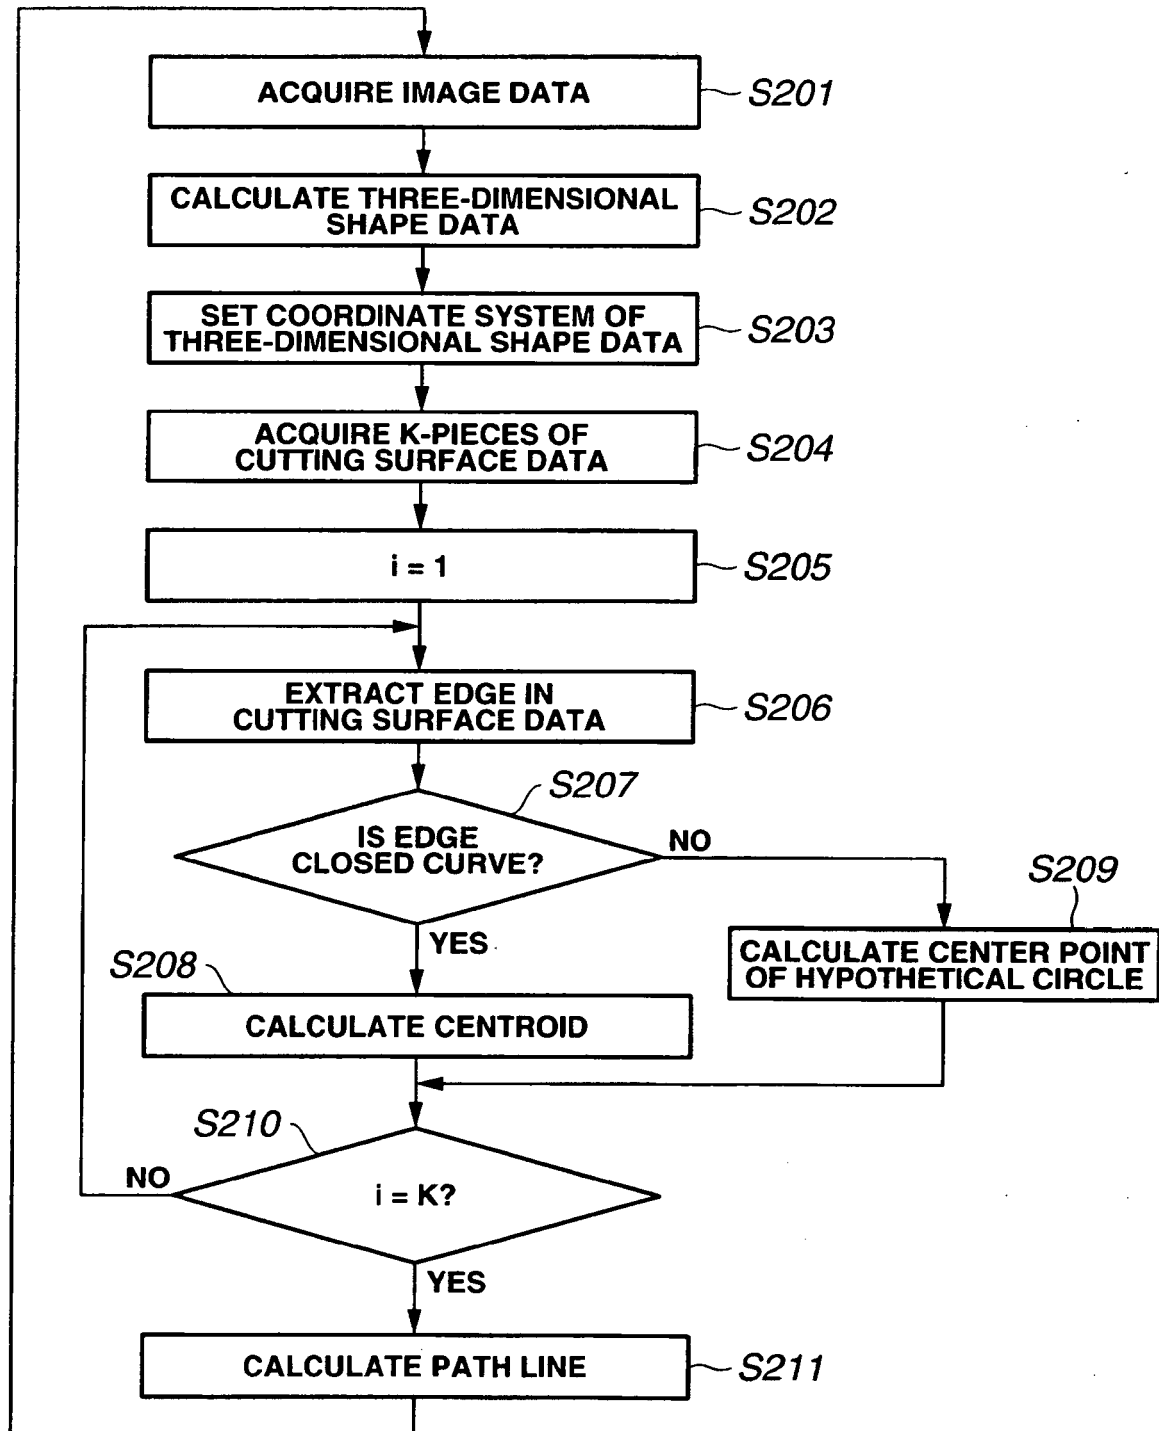 ACQUIRE IMAGE DATA
S201
CALCULATE THREE-DIMENSIONAL
SHAPE DATA
S202
SET COORDINATE SYSTEM OF
THREE-DIMENSIONAL SHAPE DATA
S203
ACQUIRE K-PIECES OF
CUTTING SURFACE DATA
S204
i = 1
S205
EXTRACT EDGE IN
CUTTING SURFACE DATA
S206
S207
IS EDGE
CLOSED CURVE?
NO
YES
S209
CALCULATE CENTER POINT
OF HYPOTHETICAL CIRCLE
S208
CALCULATE CENTROID
S210
NO
i = K?
YES
CALCULATE PATH LINE
S211